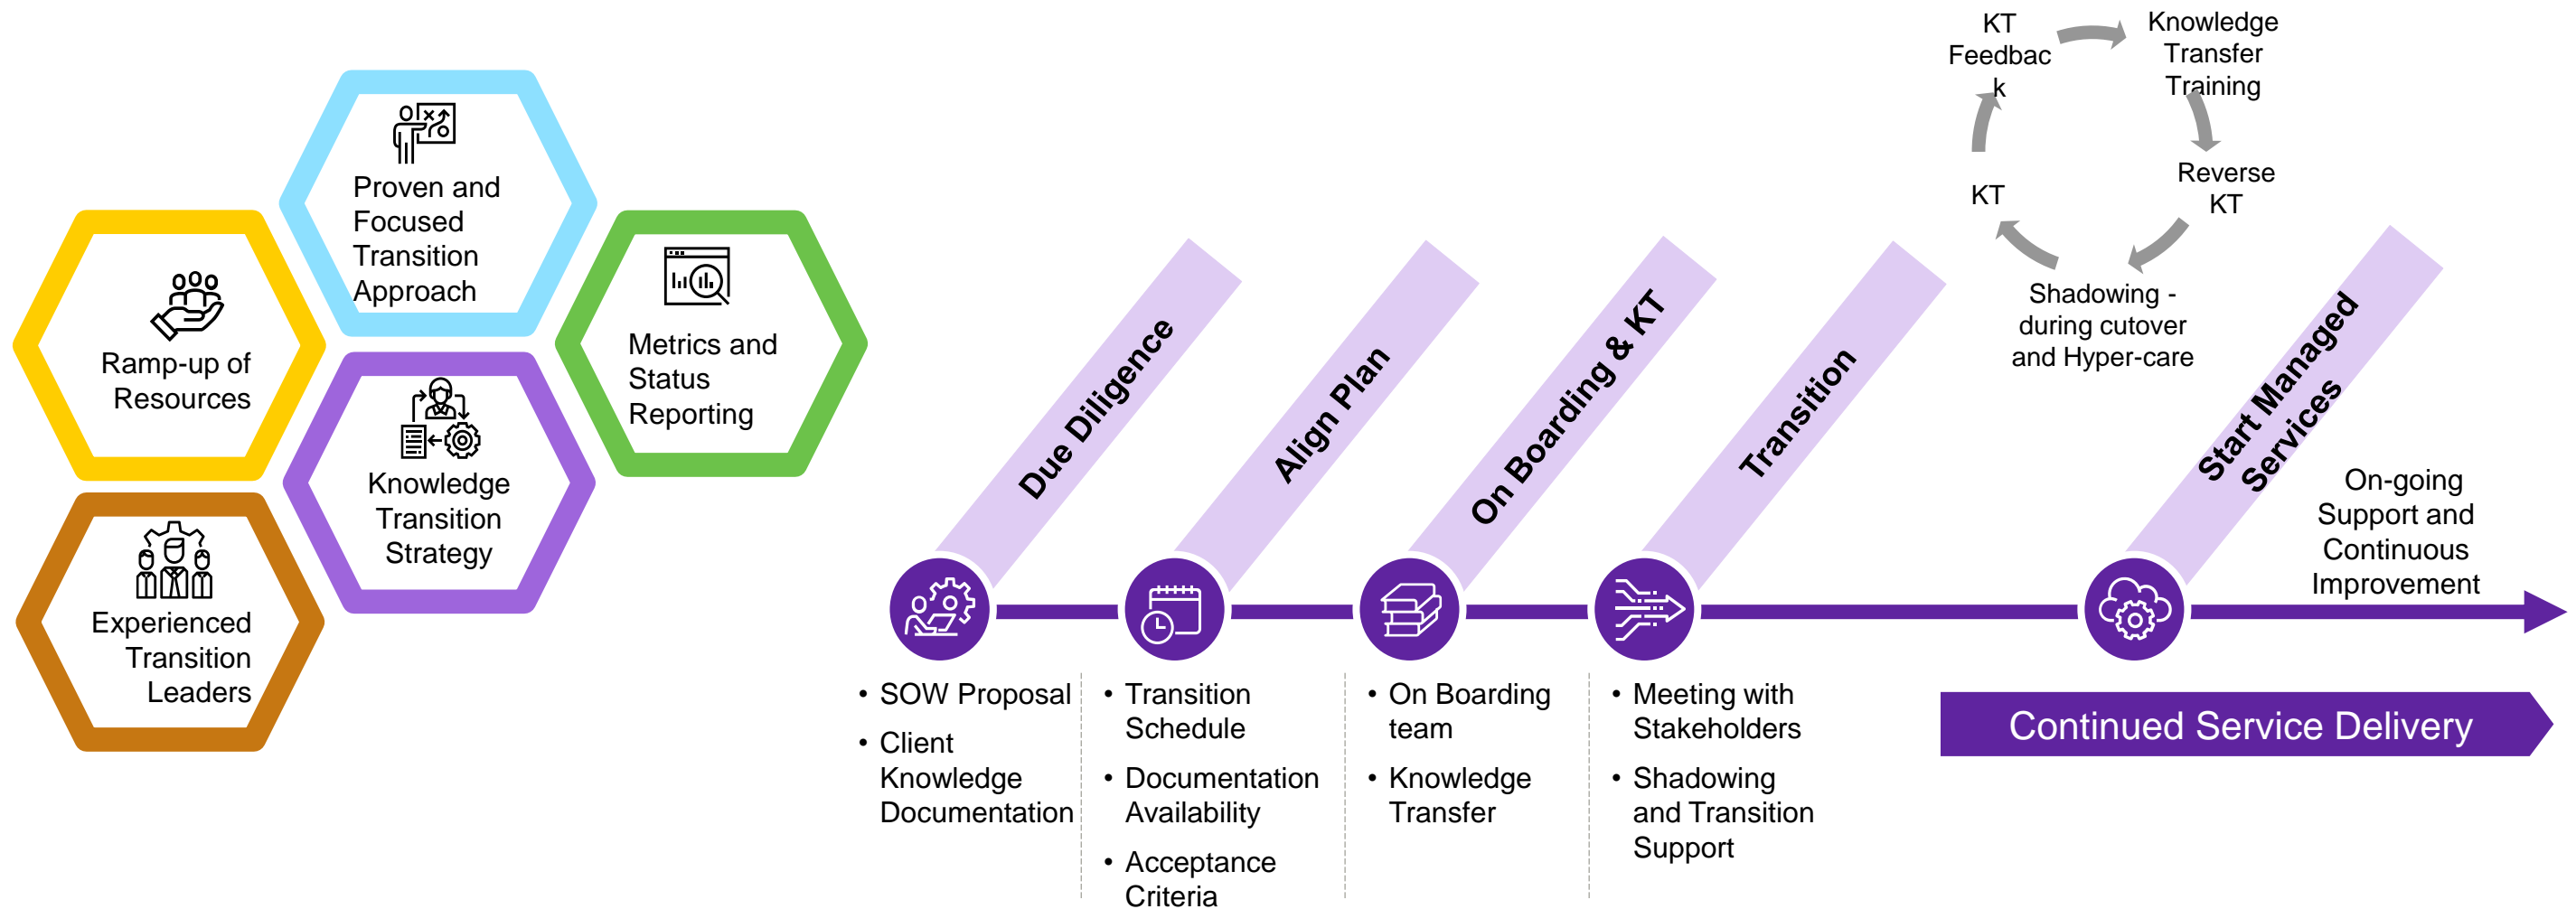 Proven and
Focused
Transition
Approach
Ramp-up of
Resources
Metrics and
Status
Reporting
Knowledge
Transition
Strategy
Experienced
Transition
Leaders
Due Diligence
Align Plan
On Boarding & KT
Transition
Start Managed
Services
KT
Feedbac
k
Knowledge
Transfer
Training
Reverse
KT
Shadowing -
during cutover
and Hyper-care
KT
On-going
Support and
Continuous
Improvement
• SOW Proposal
• Client
Knowledge
Documentation
• Transition
Schedule
• Documentation
Availability
• Acceptance
Criteria
• On Boarding
team
• Knowledge
Transfer
• Meeting with
Stakeholders
• Shadowing
and Transition
Support
Continued Service Delivery